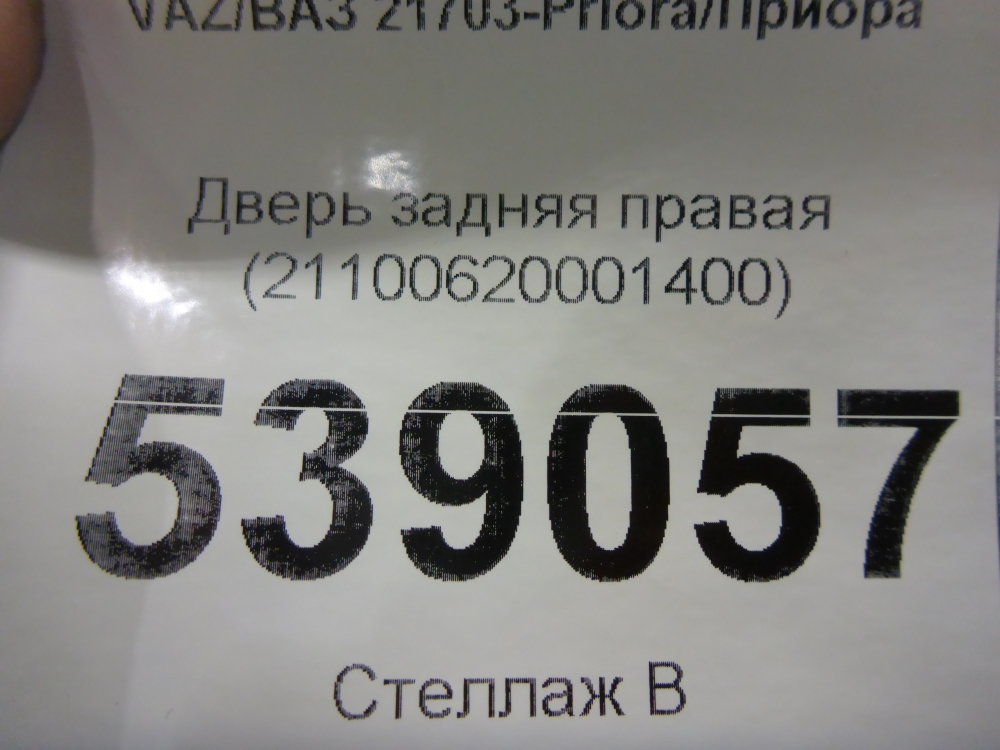 VAZ/ВАЗ 21703-Priora/Приора
Дверь задняя правая
(21100620001400)
539057
Стеллаж В